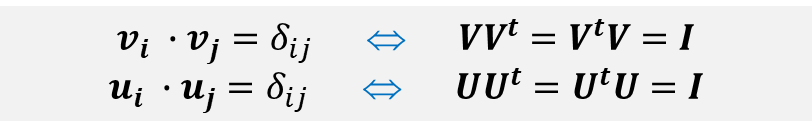 𝒗ᵢ · 𝒗ⱼ = δᵢⱼ ⇔ 𝑽𝑽ᵗ = 𝑽ᵗ𝑽 = 𝑰
𝒖ᵢ · 𝒖ⱼ = δᵢⱼ ⇔ 𝑼𝑼ᵗ = 𝑼ᵗ𝑼 = 𝑰